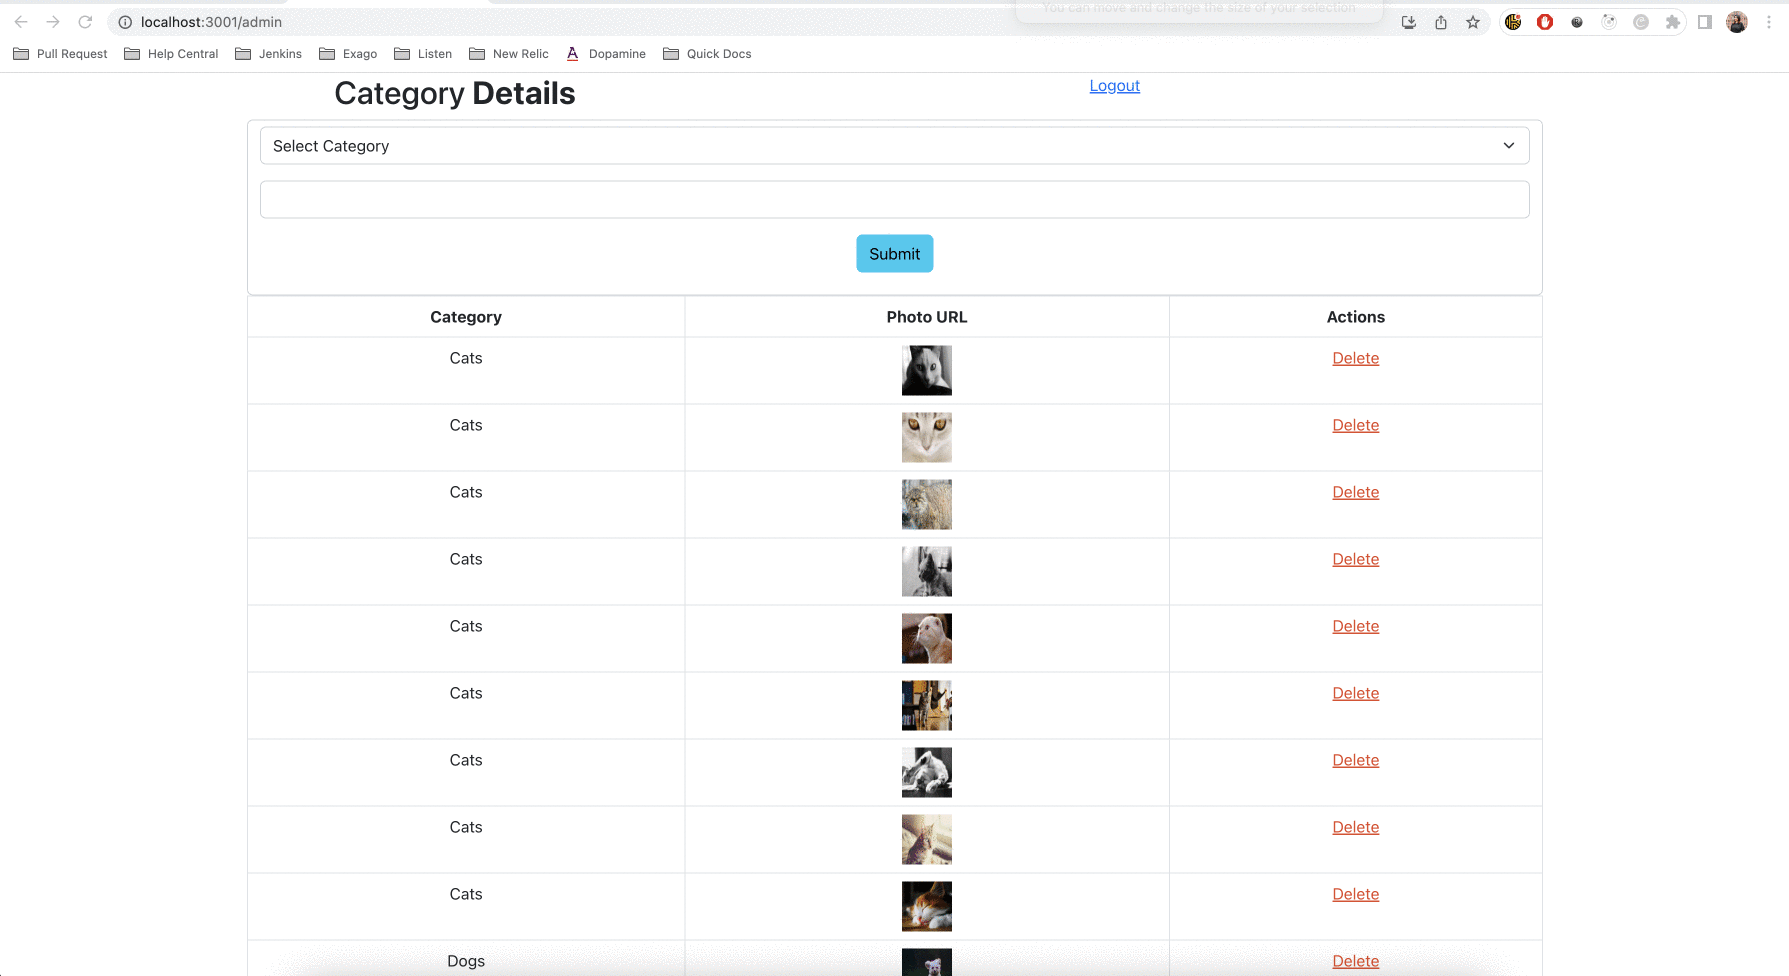 You can move and change the size of your selection
localhost:3001/admin
Pull Request Help Central Jenkins Exago Listen New Relic Dopamine Quick Docs
Category Details Logout
Select Category
Submit
Category Photo URL Actions
Cats Delete
Cats Delete
Cats Delete
Cats Delete
Cats Delete
Cats Delete
Cats Delete
Cats Delete
Cats Delete
Dogs Delete